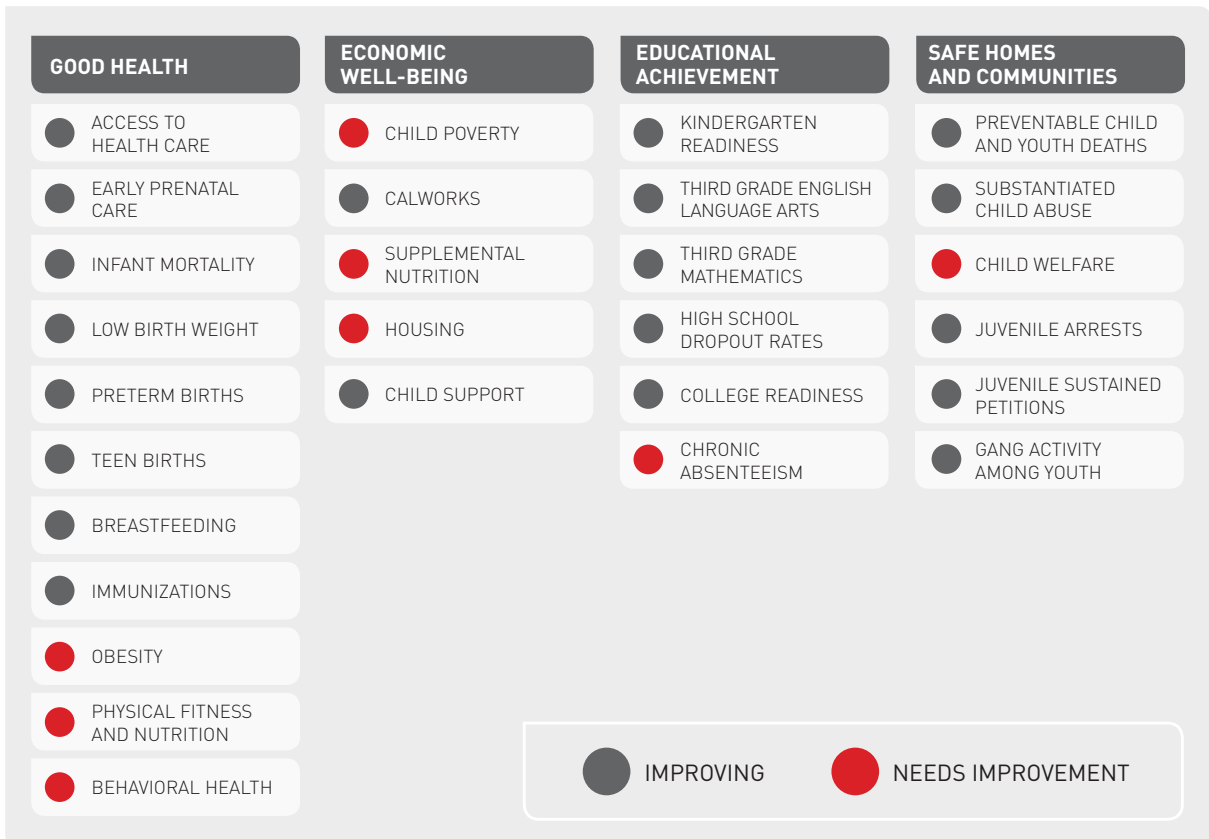 GOOD HEALTH
ACCESS TO
HEALTH CARE
EARLY PRENATAL
CARE
INFANT MORTALITY
LOW BIRTH WEIGHT
PRETERM BIRTHS
TEEN BIRTHS
BREASTFEEDING
IMMUNIZATIONS
OBESITY
PHYSICAL FITNESS
AND NUTRITION
BEHAVIORAL HEALTH
ECONOMIC
WELL-BEING
CHILD POVERTY
CALWORKS
SUPPLEMENTAL
NUTRITION
HOUSING
CHILD SUPPORT
EDUCATIONAL
ACHIEVEMENT
KINDERGARTEN
READINESS
THIRD GRADE ENGLISH
LANGUAGE ARTS
THIRD GRADE
MATHEMATICS
HIGH SCHOOL
DROPOUT RATES
COLLEGE READINESS
CHRONIC
ABSENTEEISM
SAFE HOMES
AND COMMUNITIES
PREVENTABLE CHILD
AND YOUTH DEATHS
SUBSTANTIATED
CHILD ABUSE
CHILD WELFARE
JUVENILE ARRESTS
JUVENILE SUSTAINED
PETITIONS
GANG ACTIVITY
AMONG YOUTH
IMPROVING
NEEDS IMPROVEMENT